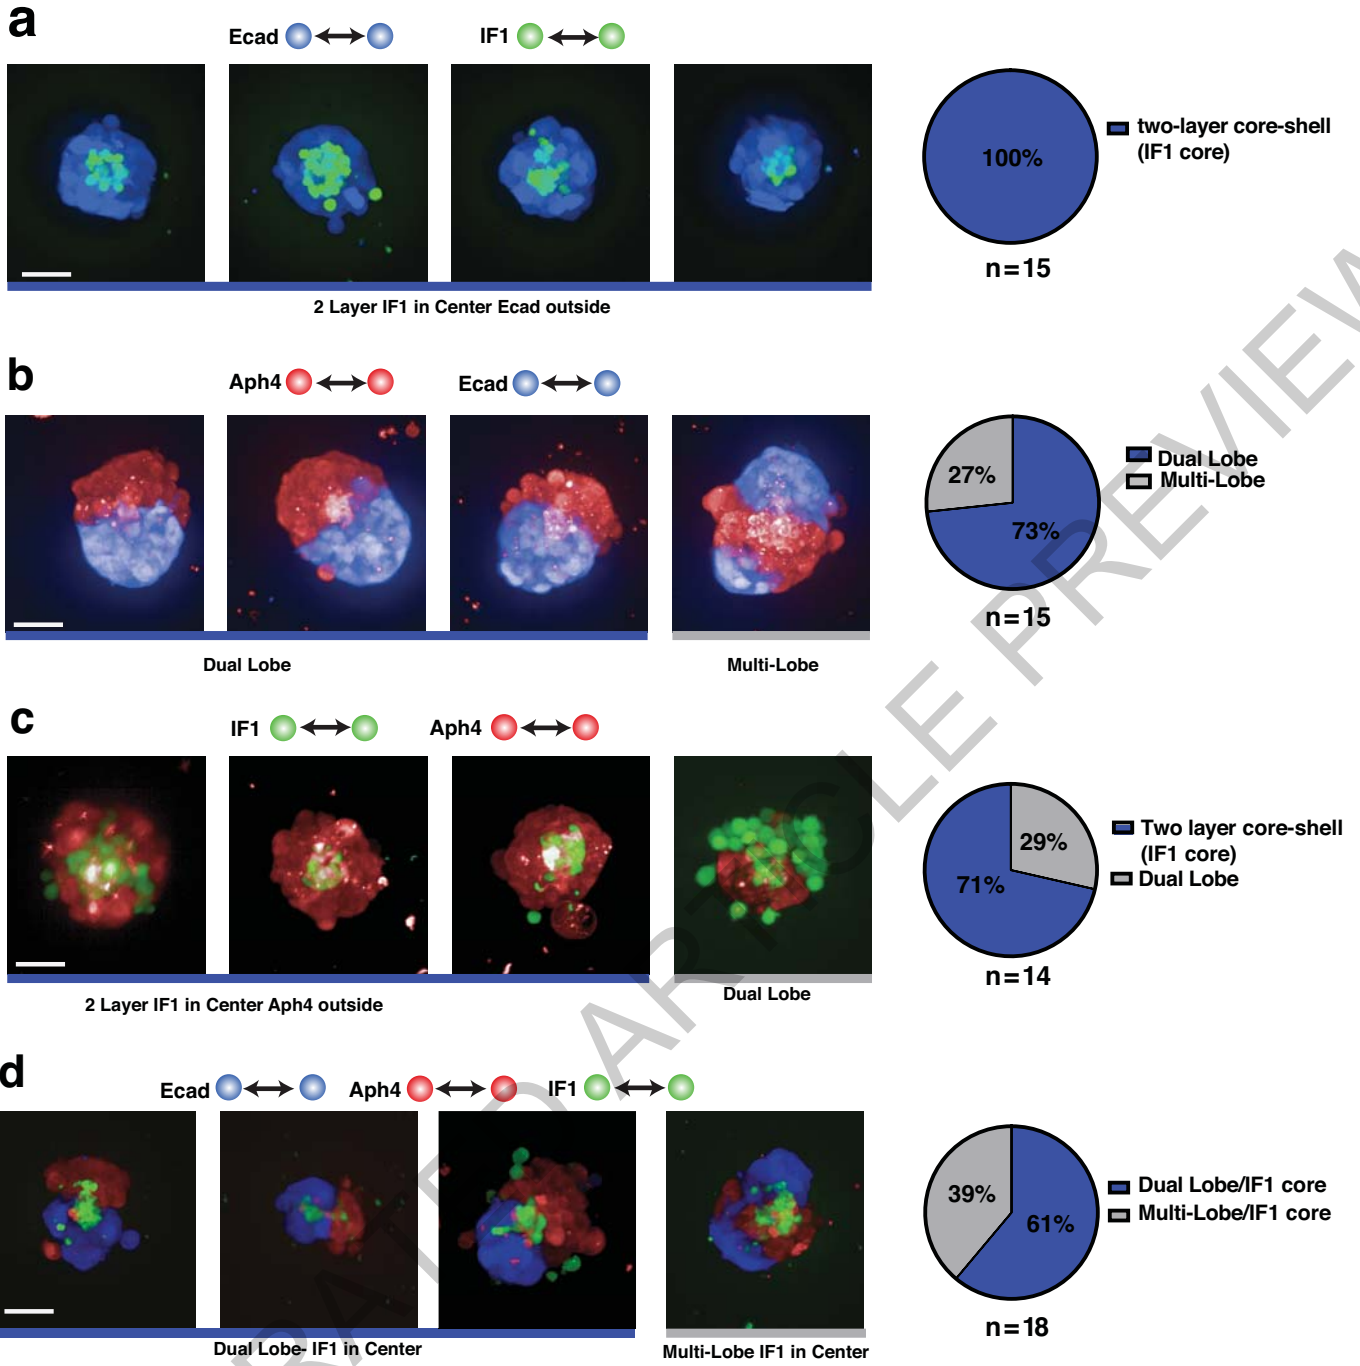 a
Ecad
IF1
100%
two-layer core-shell
(IF1 core)
n=15
2 Layer IF1 in Center Ecad outside
b
Aph4
Ecad
27%
73%
Dual Lobe
Multi-Lobe
n=15
Dual Lobe
Multi-Lobe
c
IF1
Aph4
29%
71%
Two layer core-shell
(IF1 core)
Dual Lobe
n=14
2 Layer IF1 in Center Aph4 outside
Dual Lobe
d
Ecad
Aph4
IF1
39%
61%
Dual Lobe/IF1 core
Multi-Lobe/IF1 core
n=18
Dual Lobe- IF1 in Center
Multi-Lobe IF1 in Center
ARTICLE PREVIEW